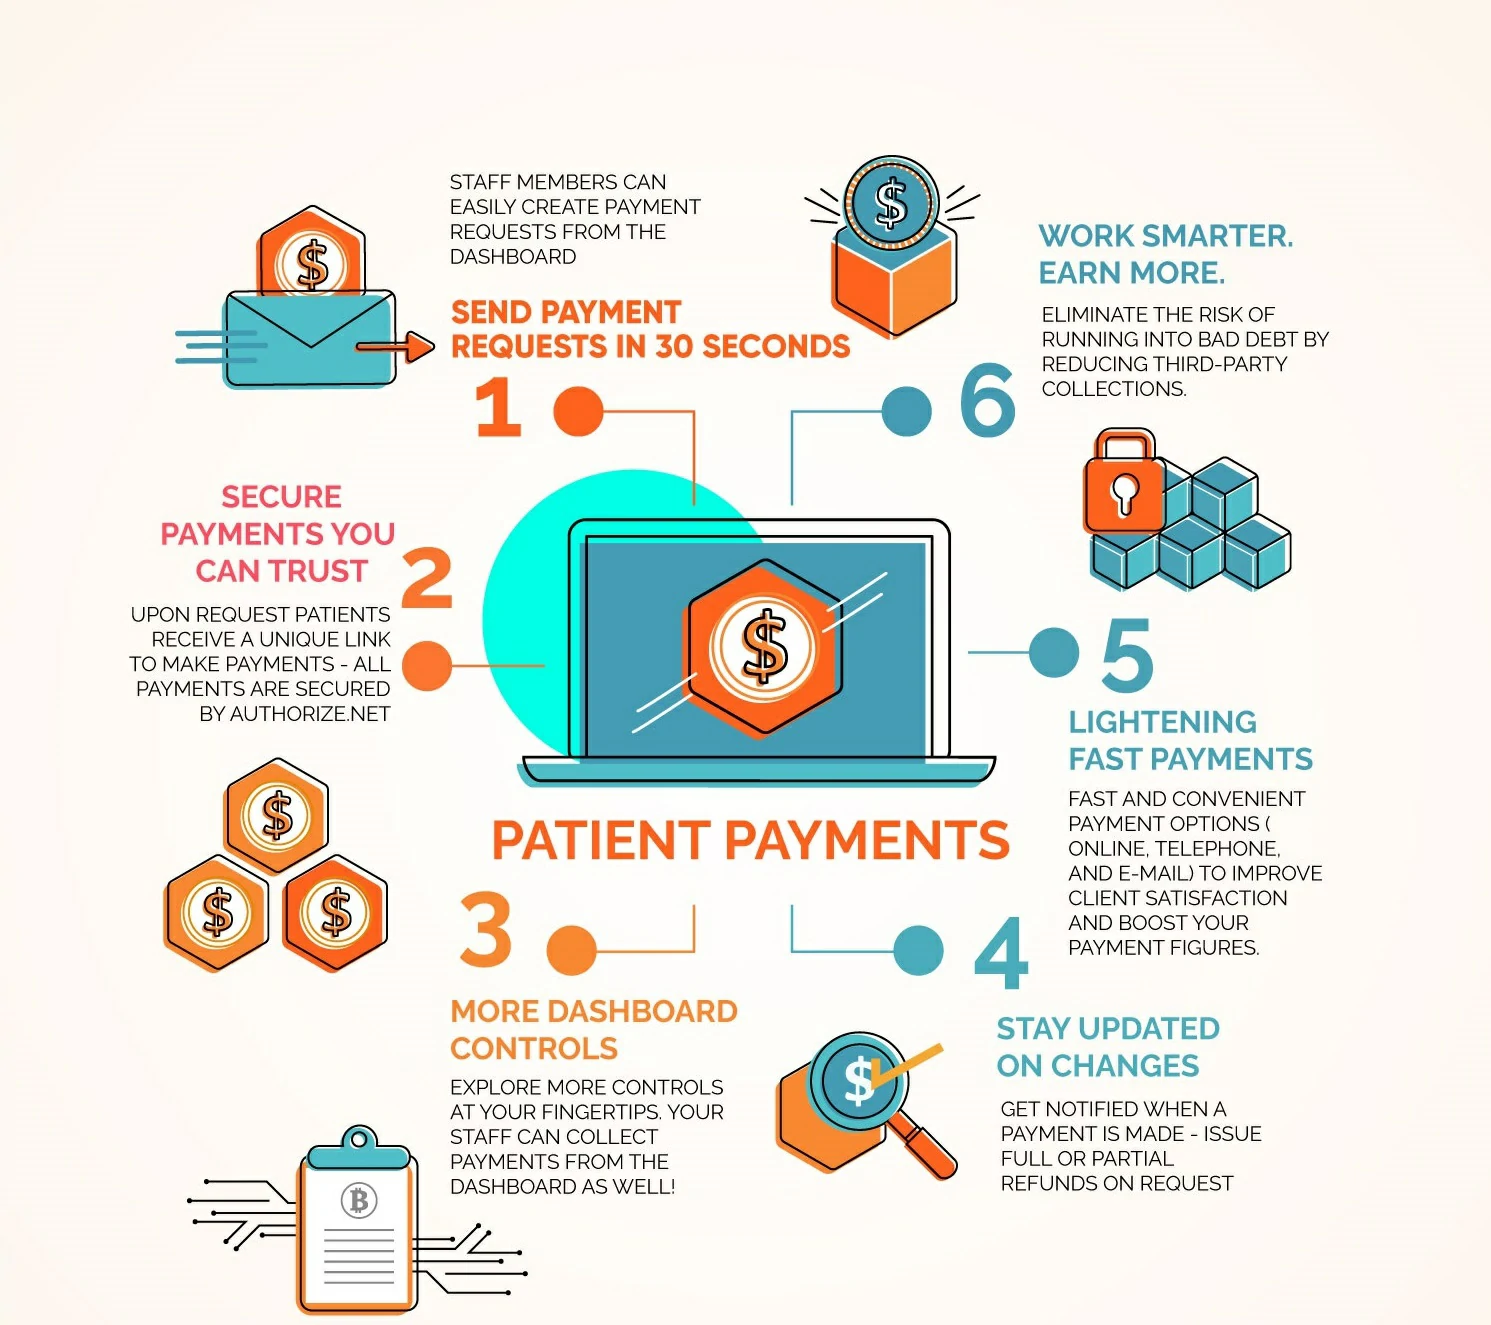 STAFF MEMBERS CAN
EASILY CREATE PAYMENT
REQUESTS FROM THE
DASHBOARD
SEND PAYMENT
REQUESTS IN 30 SECONDS
1
SECURE
PAYMENTS YOU
CAN TRUST
2
UPON REQUEST PATIENTS
RECEIVE A UNIQUE LINK
TO MAKE PAYMENTS - ALL
PAYMENTS ARE SECURED
BY AUTHORIZE.NET
PATIENT PAYMENTS
3
MORE DASHBOARD
CONTROLS
EXPLORE MORE CONTROLS
AT YOUR FINGERTIPS. YOUR
STAFF CAN COLLECT
PAYMENTS FROM THE
DASHBOARD AS WELL!
4
STAY UPDATED
ON CHANGES
GET NOTIFIED WHEN A
PAYMENT IS MADE - ISSUE
FULL OR PARTIAL
REFUNDS ON REQUEST
5
LIGHTENING
FAST PAYMENTS
FAST AND CONVENIENT
PAYMENT OPTIONS (
ONLINE, TELEPHONE,
AND E-MAIL) TO IMPROVE
CLIENT SATISFACTION
AND BOOST YOUR
PAYMENT FIGURES.
6
WORK SMARTER.
EARN MORE.
ELIMINATE THE RISK OF
RUNNING INTO BAD DEBT BY
REDUCING THIRD-PARTY
COLLECTIONS.